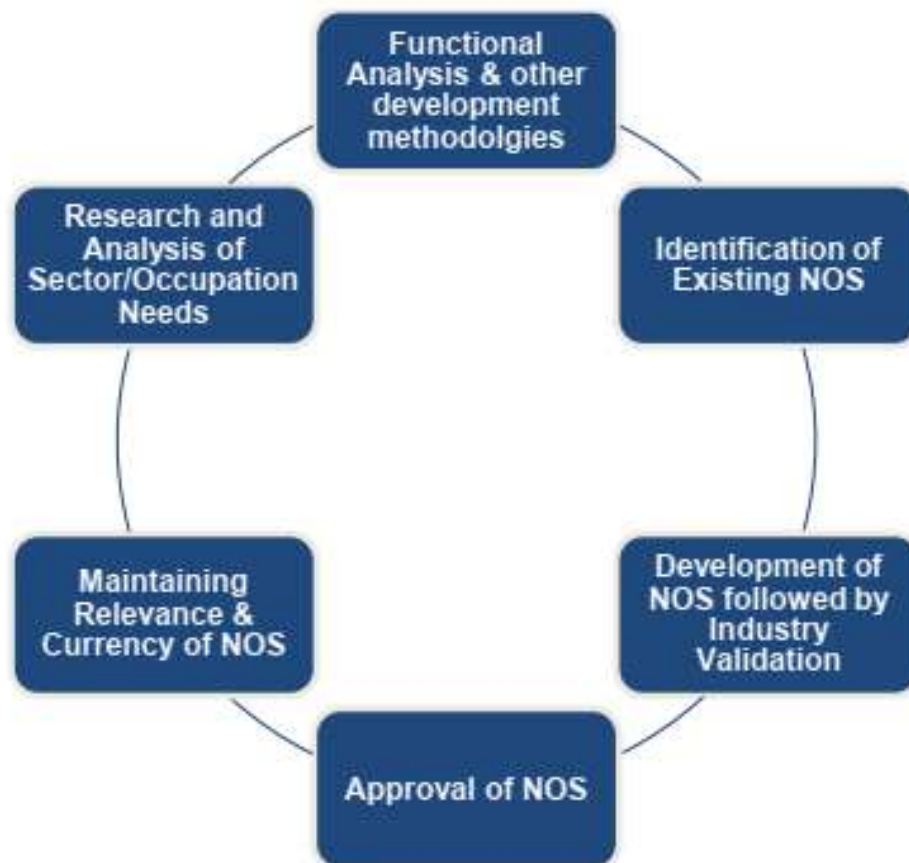 Functional
Analysis & other
development
methodolgies
Research and
Analysis of
Sector/Occupation
Needs
Identification of
Existing NOS
Maintaining
Relevance &
Currency of NOS
Development of
NOS followed by
Industry
Validation
Approval of NOS